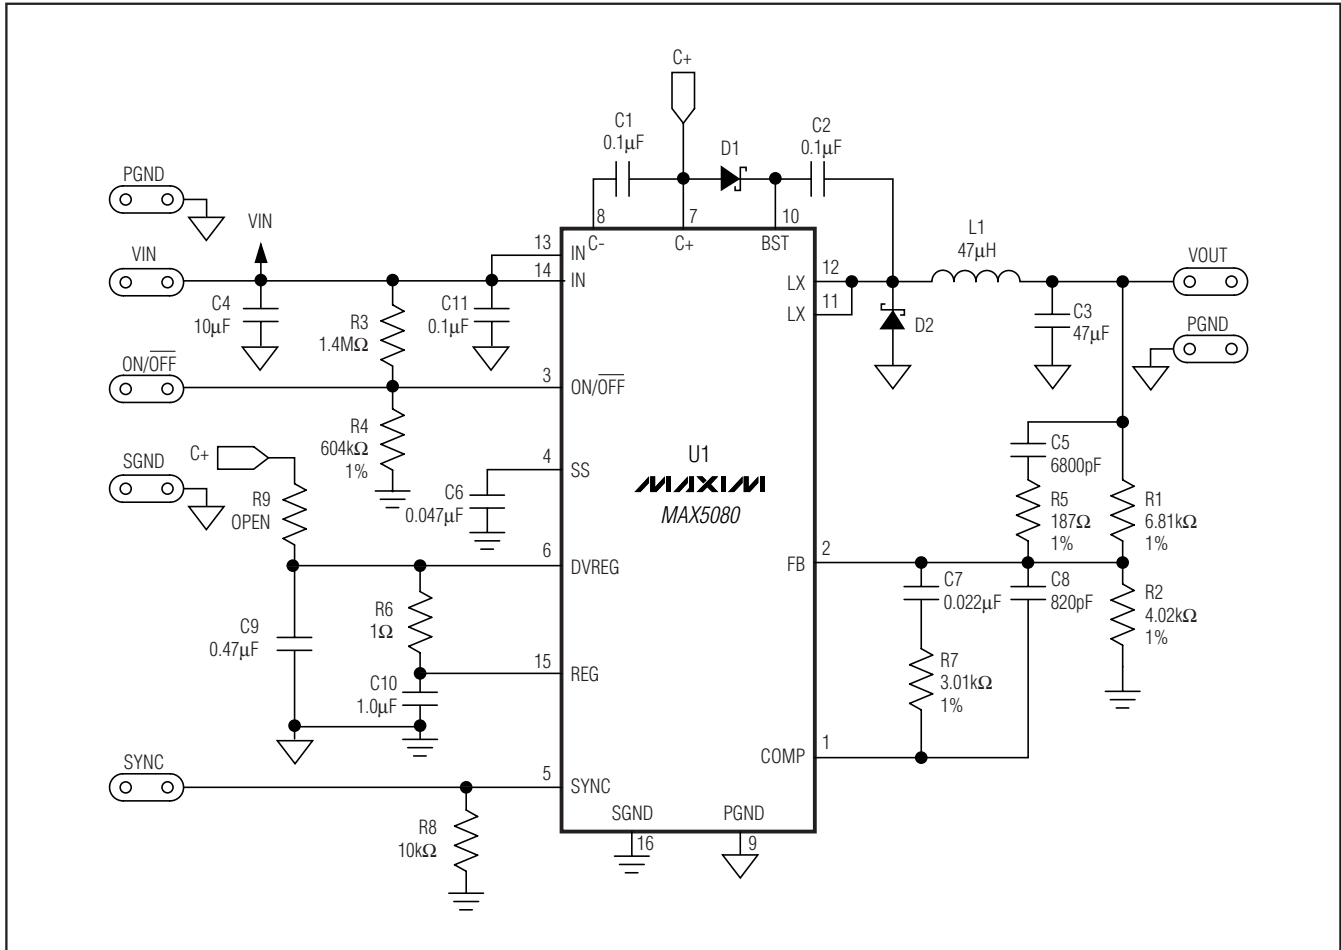 C+
C1
0.1µF
D1
C2
0.1µF
PGND
VIN
8
7
10
C-
C+
BST
L1
47µH
VIN
13
IN
14
IN
12
LX
11
LX
VOUT
C4
10µF
R3
1.4MΩ
C11
0.1µF
D2
C3
47µF
PGND
ON/OFF
3
ON/OFF
R4
604kΩ
1%
C+
SGND
4
SS
U1
MAXIM
MAX5080
C5
6800pF
R9
OPEN
C6
0.047µF
R5
187Ω
1%
R1
6.81kΩ
1%
6
DVREG
2
FB
R6
1Ω
C7
0.022µF
C8
820pF
R2
4.02kΩ
1%
C9
0.47µF
15
REG
C10
1.0µF
R7
3.01kΩ
1%
1
COMP
SYNC
5
SYNC
R8
10kΩ
SGND
PGND
16
9